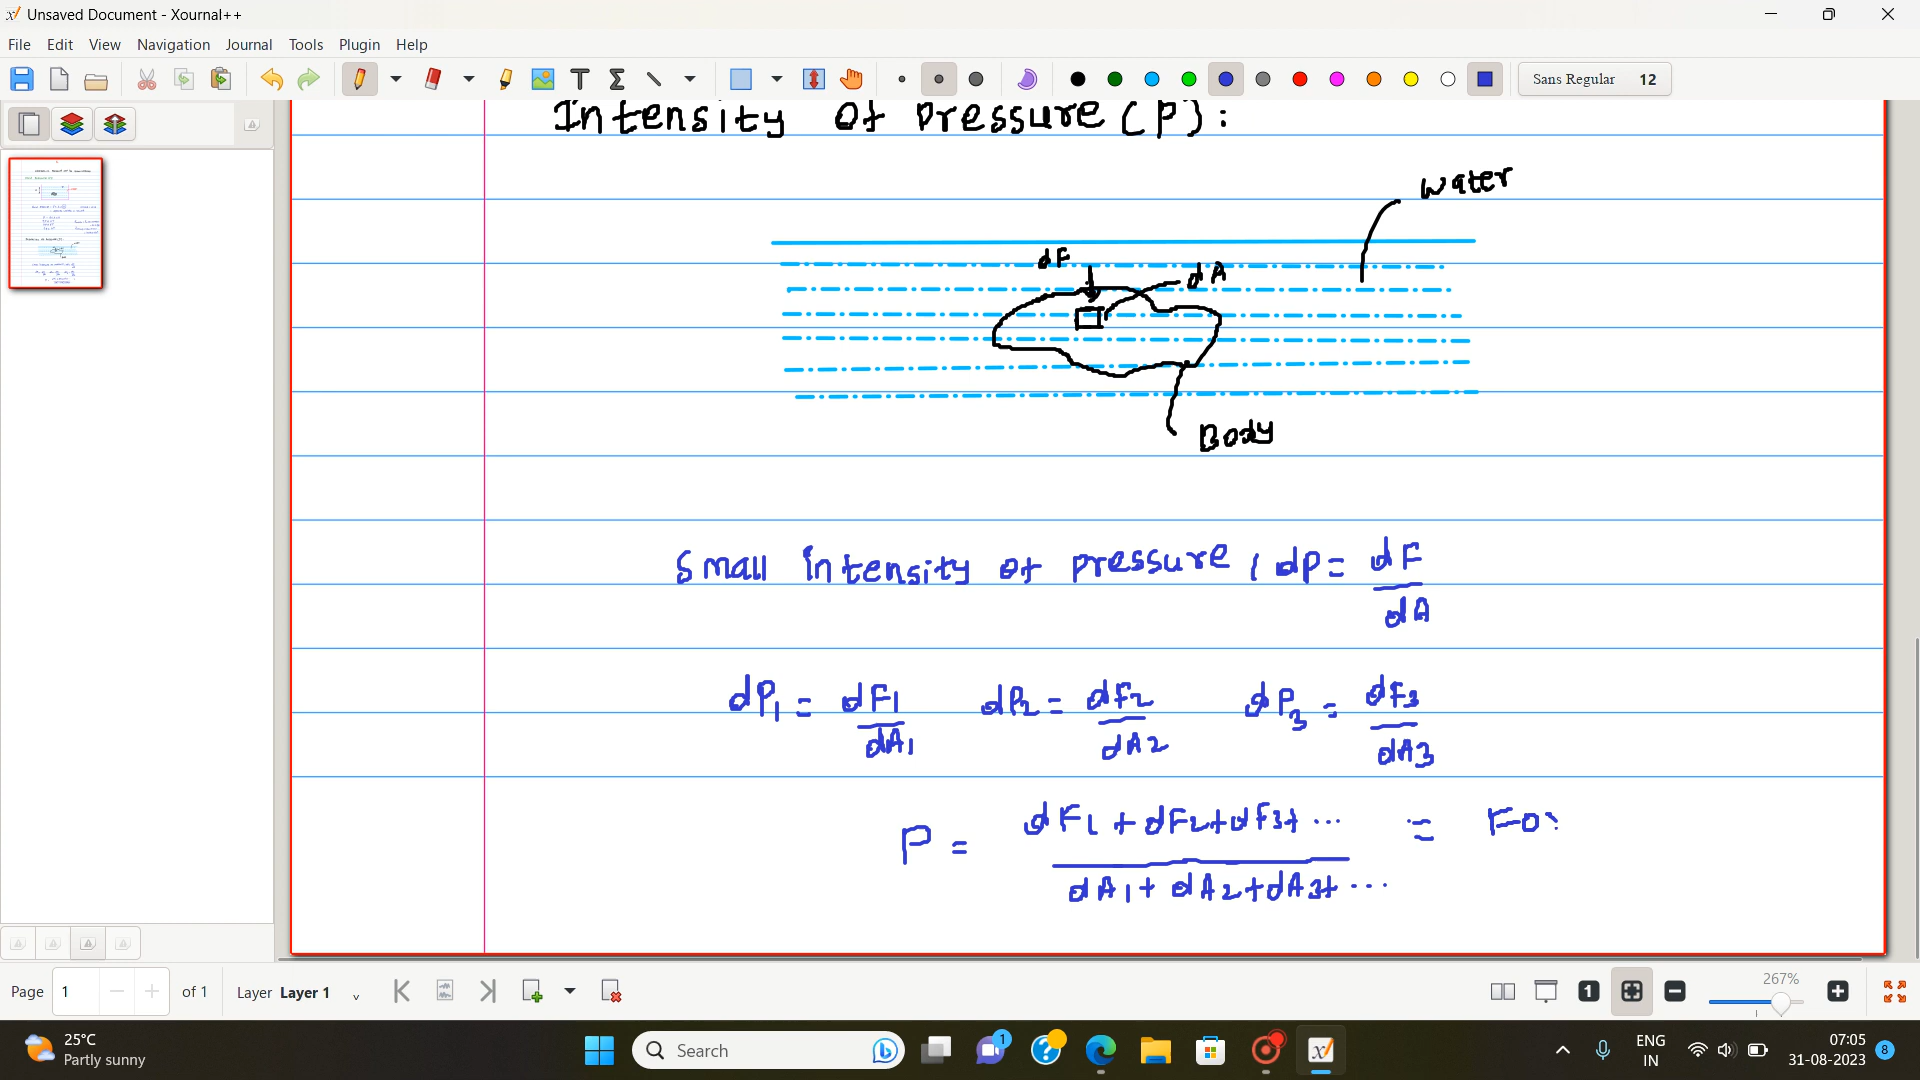 Unsaved Document - Xournal++
File Edit View Navigation Journal Tools Plugin Help
Sans Regular 12
Intensity of Pressure (P):
water
dF
dA
Body
Small intensity of pressure, dP = dF
dA
dP1 = dF1 dP2 = dF2 dP3 = dF3
dA1 dA2 dA3
P = dF1 + dF2 + dF3 + ... =
dA1 + dA2 + dA3 + ...
Page 1 of 1 Layer Layer 1
267%
25°C
Partly sunny
Search
1
ENG
IN
07:05
31-08-2023
8